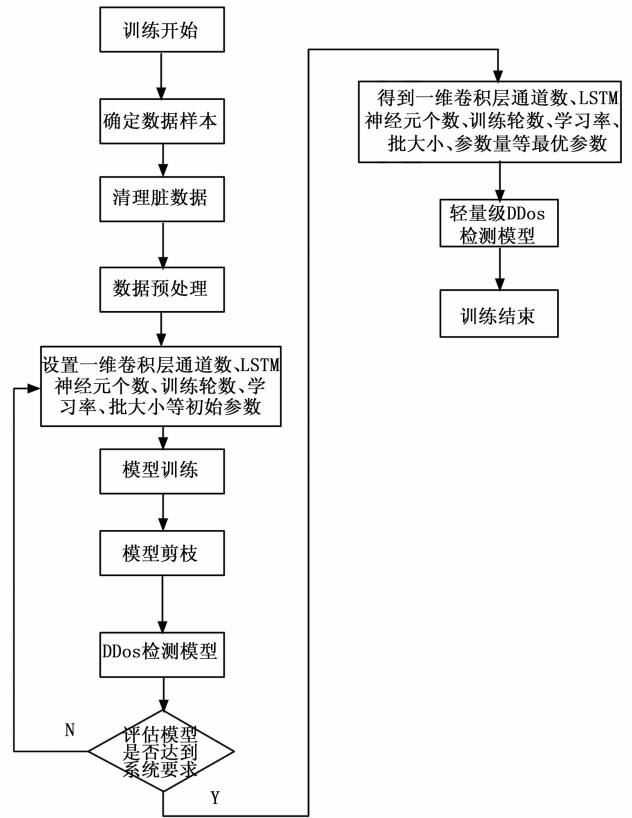 训练开始
确定数据样本
清理脏数据
数据预处理
设置一维卷积层通道数、LSTM
神经元个数、训练轮数、学
习率、批大小等初始参数
模型训练
模型剪枝
DDos检测模型
评估模型
是否达到
系统要求
N
Y
得到一维卷积层通道数、LSTM
神经元个数、训练轮数、学习率、
批大小、参数量等最优参数
轻量级DDos
检测模型
训练结束